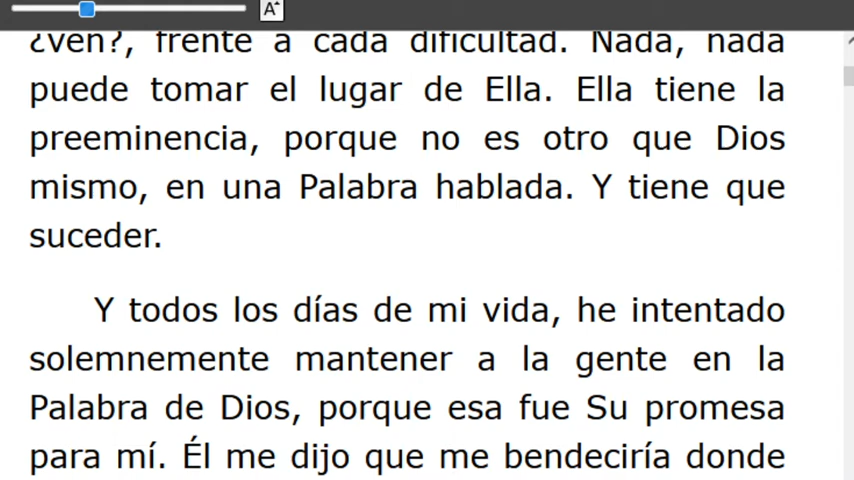 A
¿ven?, frente a cada dificultad. Nada, nada
puede tomar el lugar de Ella. Ella tiene la
preeminencia, porque no es otro que Dios
mismo, en una Palabra hablada. Y tiene que
suceder.
Y todos los días de mi vida, he intentado
solemnemente mantener a la gente en la
Palabra de Dios, porque esa fue Su promesa
para mí. Él me dijo que me bendeciría donde